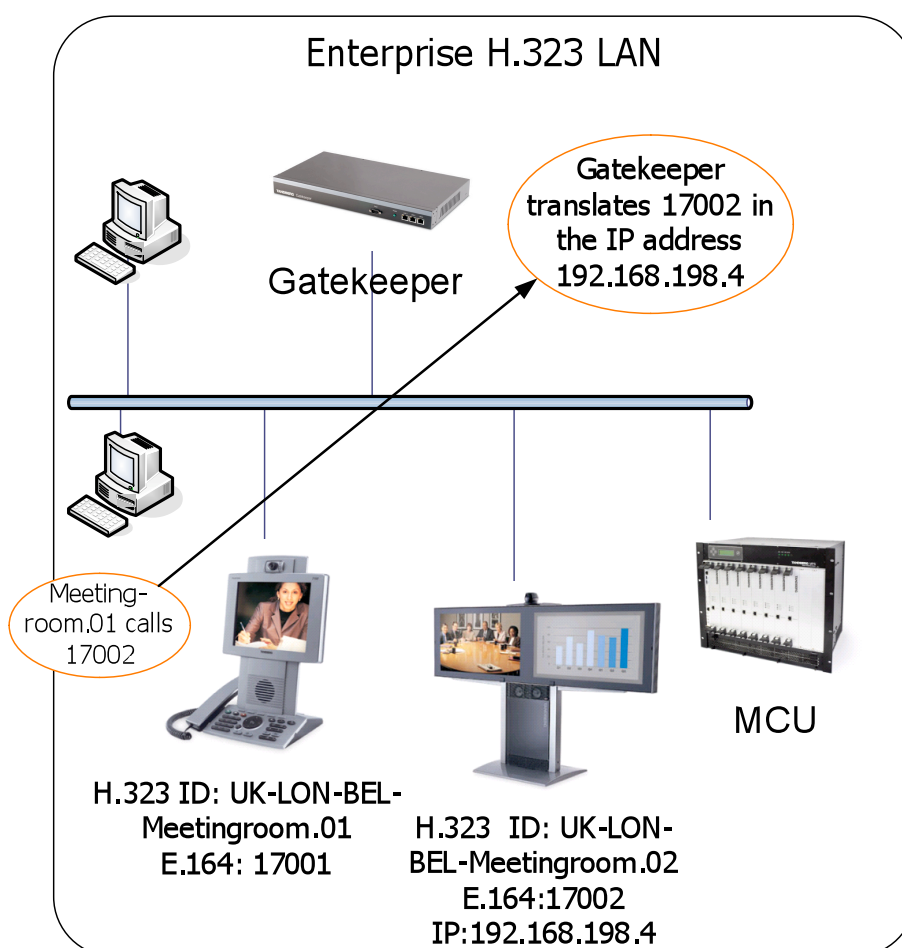 Enterprise H.323 LAN
Gatekeeper
translates 17002 in
the IP address
192.168.198.4
Gatekeeper
Meeting-
room.01 calls
17002
MCU
H.323 ID: UK-LON-BEL-
Meetingroom.01
E.164: 17001
H.323 ID: UK-LON-
BEL-Meetingroom.02
E.164:17002
IP:192.168.198.4